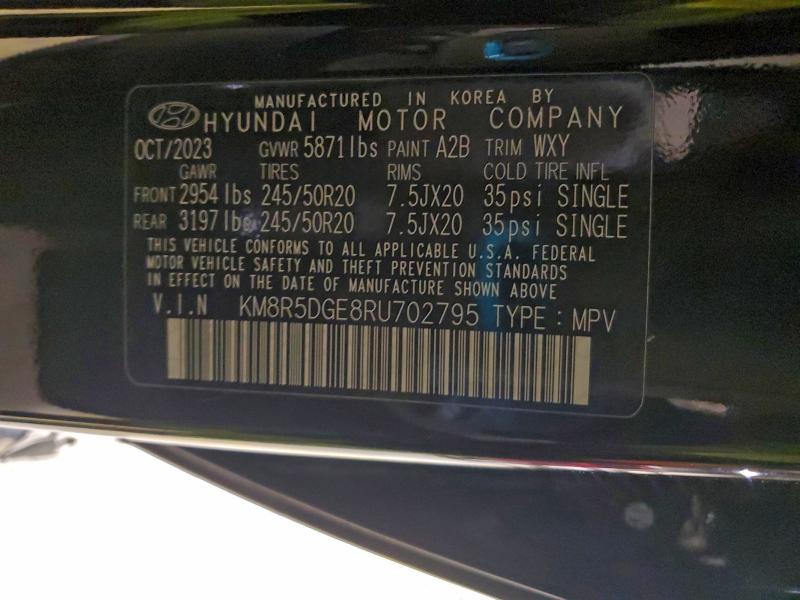 MANUFACTURED IN KOREA BY
HYUNDAI MOTOR COMPANY
OCT/2023 GVWR 5871lbs PAINT A2B TRIM WXY
GAWR TIRES RIMS COLD TIRE INFL
FRONT 2954lbs 245/50R20 7.5JX20 35psi SINGLE
REAR 3197lbs 245/50R20 7.5JX20 35psi SINGLE
THIS VEHICLE CONFORMS TO ALL APPLICABLE U.S.A. FEDERAL
MOTOR VEHICLE SAFETY AND THEFT PREVENTION STANDARDS
IN EFFECT ON THE DATE OF MANUFACTURE SHOWN ABOVE
V.I.N KM8R5DGE8RU702795 TYPE : MPV